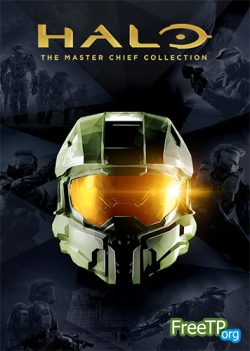 HALO
THE MASTER CHIEF COLLECTION
FreeTP
.org